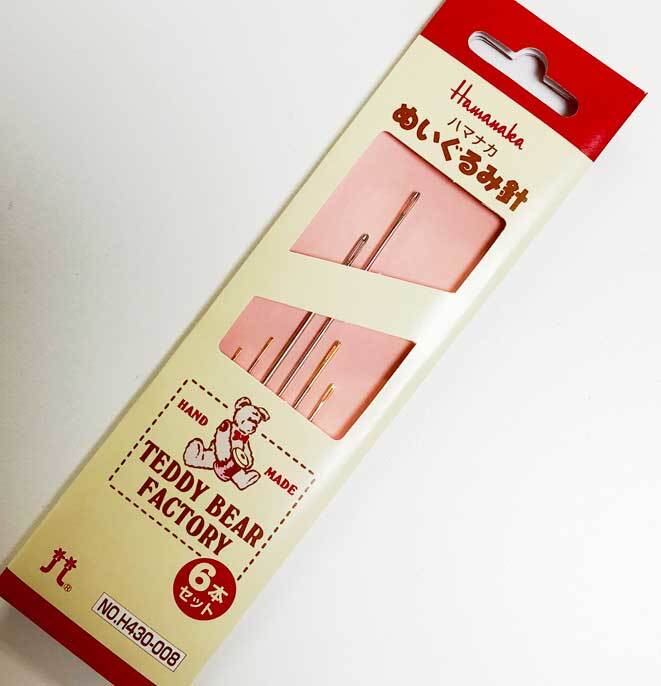 Hamanaka
ハマナカ
ぬいぐるみ針
HAND
MADE
TEDDY BEAR
FACTORY
6本
セット
®
NO.H430-008